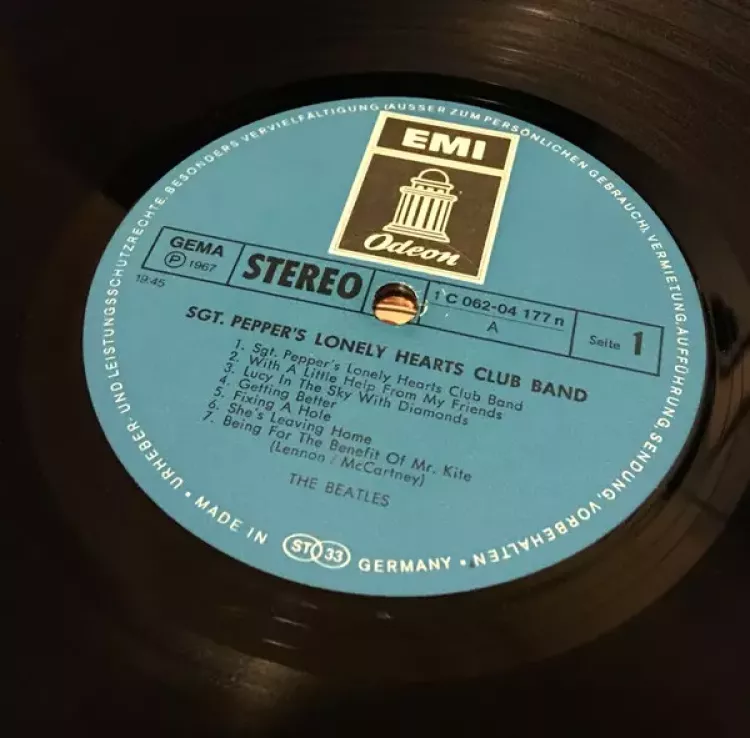 EMI
Odeon
GEMA
℗ 1967
STEREO
1 C 062-04 177 n
A
Seite 1
19:45
SGT. PEPPER'S LONELY HEARTS CLUB BAND
1. Sgt. Pepper's Lonely Hearts Club Band
2. With A Little Help From My Friends
3. Lucy In The Sky With Diamonds
4. Getting Better
5. Fixing A Hole
6. She's Leaving Home
7. Being For The Benefit Of Mr. Kite
(Lennon / McCartney)
THE BEATLES
URHEBER- UND LEISTUNGSSCHUTZRECHTE, BESONDERS VERVIELFÄLTIGUNG (AUSSER ZUM PERSÖNLICHEN GEBRAUCH), VERMIETUNG, AUFFÜHRUNG, SENDUNG, VORBEHALTEN •
• MADE IN ST 33 GERMANY